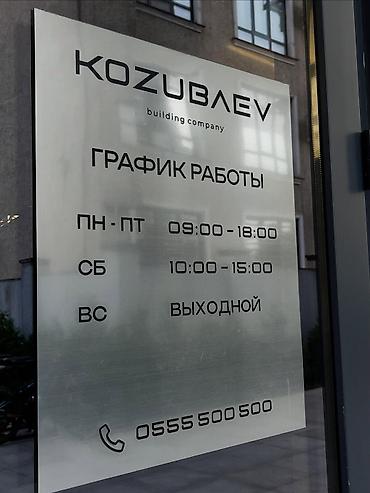 KOZUBAEV
building company
ГРАФИК РАБОТЫ
ПН - ПТ 09:00 - 18:00
СБ 10:00 - 15:00
ВС ВЫХОДНОЙ
0555 500 500